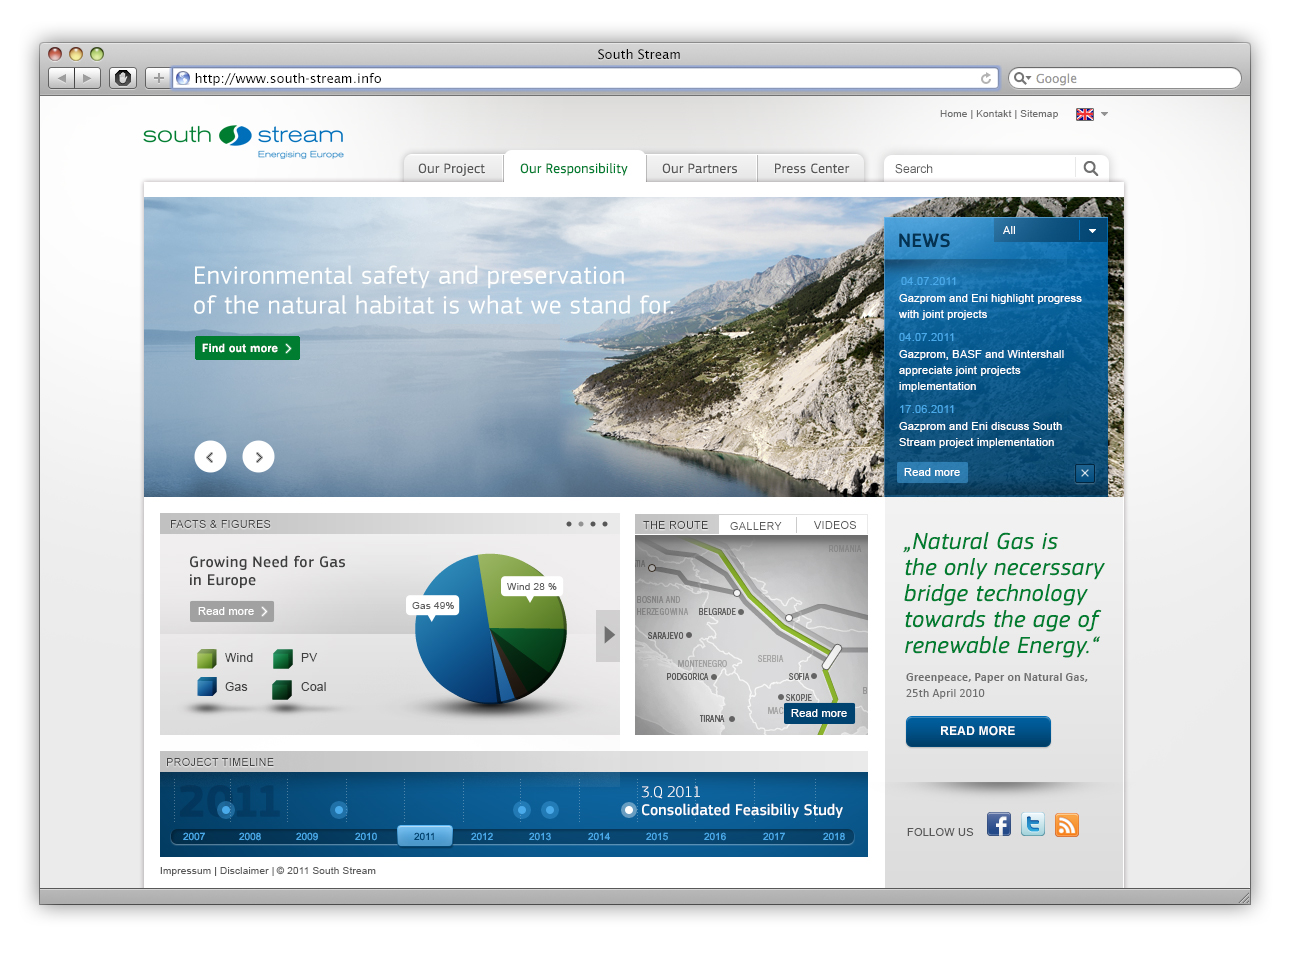 South Stream
http://www.south-stream.info
Google
Home | Kontakt | Sitemap
south stream
Energising Europe
Our Project
Our Responsibility
Our Partners
Press Center
Search
Environmental safety and preservation
of the natural habitat is what we stand for.
Find out more
NEWS
All
04.07.2011
Gazprom and Eni highlight progress
with joint projects
04.07.2011
Gazprom, BASF and Wintershall
appreciate joint projects
implementation
17.06.2011
Gazprom and Eni discuss South
Stream project implementation
Read more
FACTS & FIGURES
Growing Need for Gas
in Europe
Read more
Wind
PV
Gas
Coal
Gas 49%
Wind 28 %
THE ROUTE
GALLERY
VIDEOS
ROMANIA
BOSNIA AND
HERZEGOWINA
BELGRADE
SARAJEVO
MONTENEGRO
SERBIA
PODGORICA
SOFIA
SKOPJE
TIRANA
Read more
„Natural Gas is
the only necerssary
bridge technology
towards the age of
renewable Energy.“
Greenpeace, Paper on Natural Gas,
25th April 2010
READ MORE
PROJECT TIMELINE
2011
3.Q 2011
Consolidated Feasibiliy Study
2007 2008 2009 2010 2011 2012 2013 2014 2015 2016 2017 2018
FOLLOW US
Impressum | Disclaimer | © 2011 South Stream